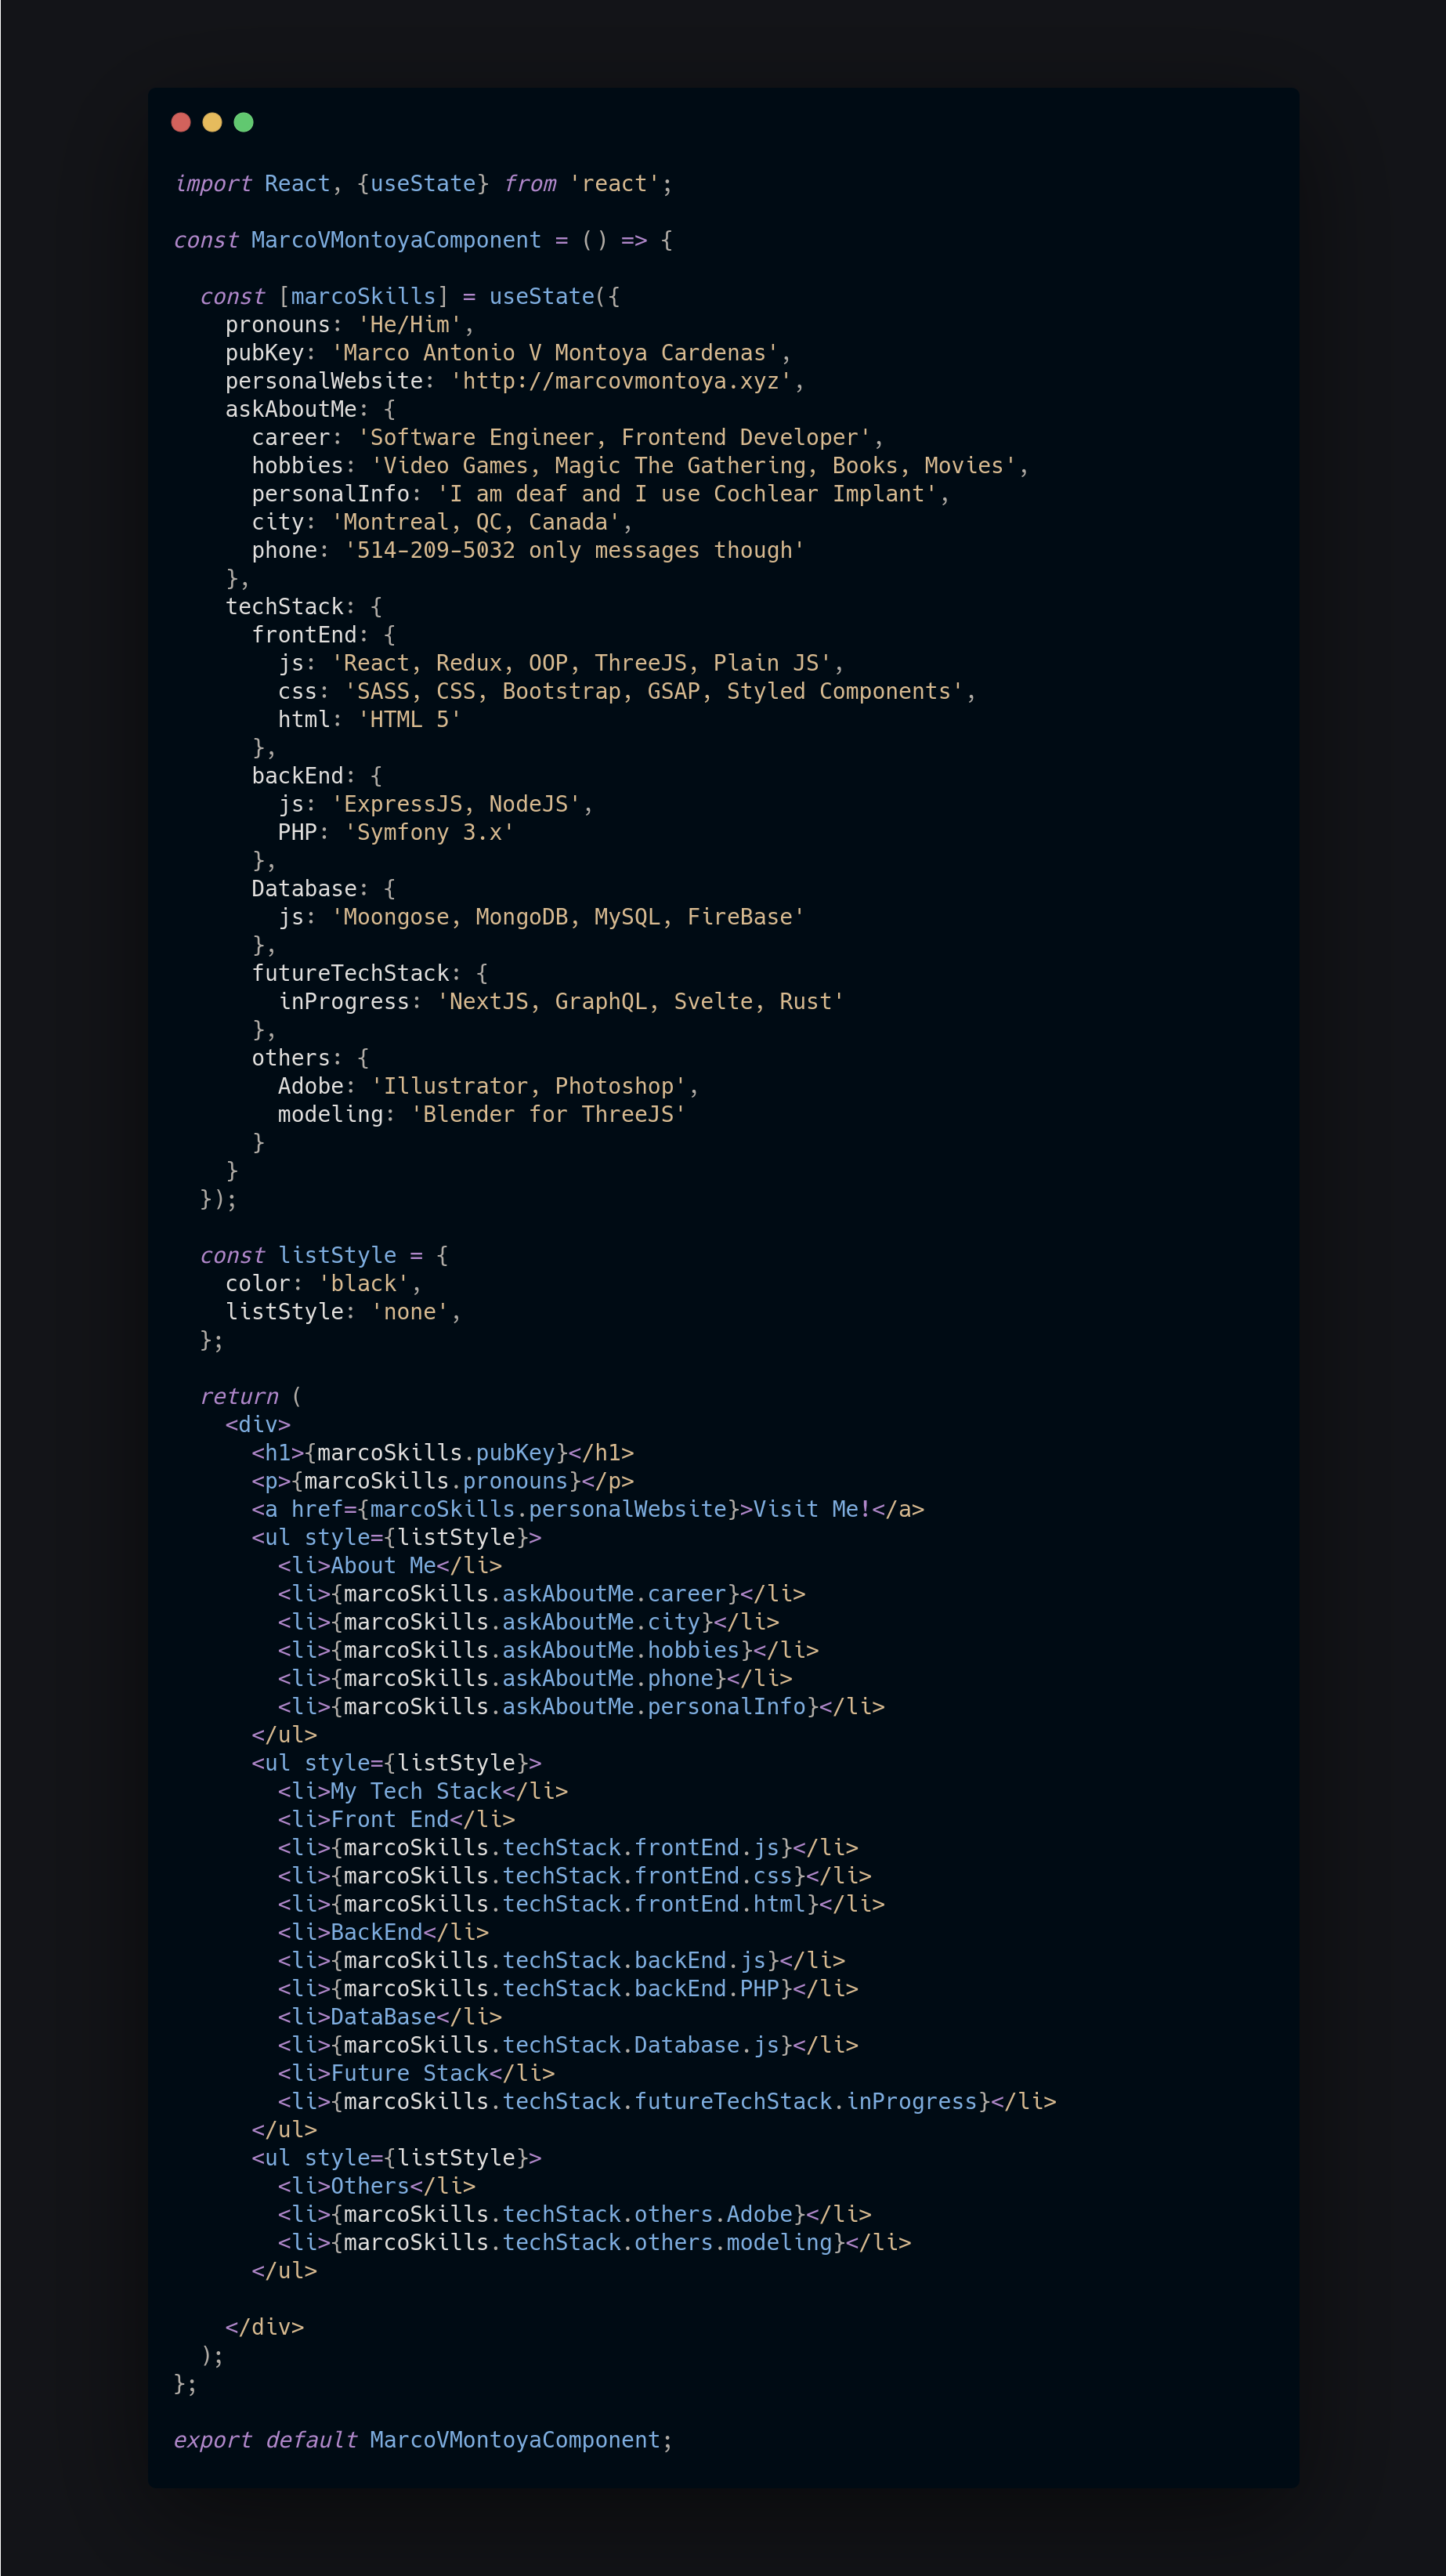 import React, {useState} from 'react';

const MarcoVMontoyaComponent = () => {

  const [marcoSkills] = useState({
    pronouns: 'He/Him',
    pubKey: 'Marco Antonio V Montoya Cardenas',
    personalWebsite: 'http://marcovmontoya.xyz',
    askAboutMe: {
      career: 'Software Engineer, Frontend Developer',
      hobbies: 'Video Games, Magic The Gathering, Books, Movies',
      personalInfo: 'I am deaf and I use Cochlear Implant',
      city: 'Montreal, QC, Canada',
      phone: '514-209-5032 only messages though'
    },
    techStack: {
      frontEnd: {
        js: 'React, Redux, OOP, ThreeJS, Plain JS',
        css: 'SASS, CSS, Bootstrap, GSAP, Styled Components',
        html: 'HTML 5'
      },
      backEnd: {
        js: 'ExpressJS, NodeJS',
        PHP: 'Symfony 3.x'
      },
      Database: {
        js: 'Moongose, MongoDB, MySQL, FireBase'
      },
      futureTechStack: {
        inProgress: 'NextJS, GraphQL, Svelte, Rust'
      },
      others: {
        Adobe: 'Illustrator, Photoshop',
        modeling: 'Blender for ThreeJS'
      }
    }
  });

  const listStyle = {
    color: 'black',
    listStyle: 'none',
  };

  return (
    <div>
      <h1>{marcoSkills.pubKey}</h1>
      <p>{marcoSkills.pronouns}</p>
      <a href={marcoSkills.personalWebsite}>Visit Me!</a>
      <ul style={listStyle}>
        <li>About Me</li>
        <li>{marcoSkills.askAboutMe.career}</li>
        <li>{marcoSkills.askAboutMe.city}</li>
        <li>{marcoSkills.askAboutMe.hobbies}</li>
        <li>{marcoSkills.askAboutMe.phone}</li>
        <li>{marcoSkills.askAboutMe.personalInfo}</li>
      </ul>
      <ul style={listStyle}>
        <li>My Tech Stack</li>
        <li>Front End</li>
        <li>{marcoSkills.techStack.frontEnd.js}</li>
        <li>{marcoSkills.techStack.frontEnd.css}</li>
        <li>{marcoSkills.techStack.frontEnd.html}</li>
        <li>BackEnd</li>
        <li>{marcoSkills.techStack.backEnd.js}</li>
        <li>{marcoSkills.techStack.backEnd.PHP}</li>
        <li>DataBase</li>
        <li>{marcoSkills.techStack.Database.js}</li>
        <li>Future Stack</li>
        <li>{marcoSkills.techStack.futureTechStack.inProgress}</li>
      </ul>
      <ul style={listStyle}>
        <li>Others</li>
        <li>{marcoSkills.techStack.others.Adobe}</li>
        <li>{marcoSkills.techStack.others.modeling}</li>
      </ul>

    </div>
  );
};

export default MarcoVMontoyaComponent;